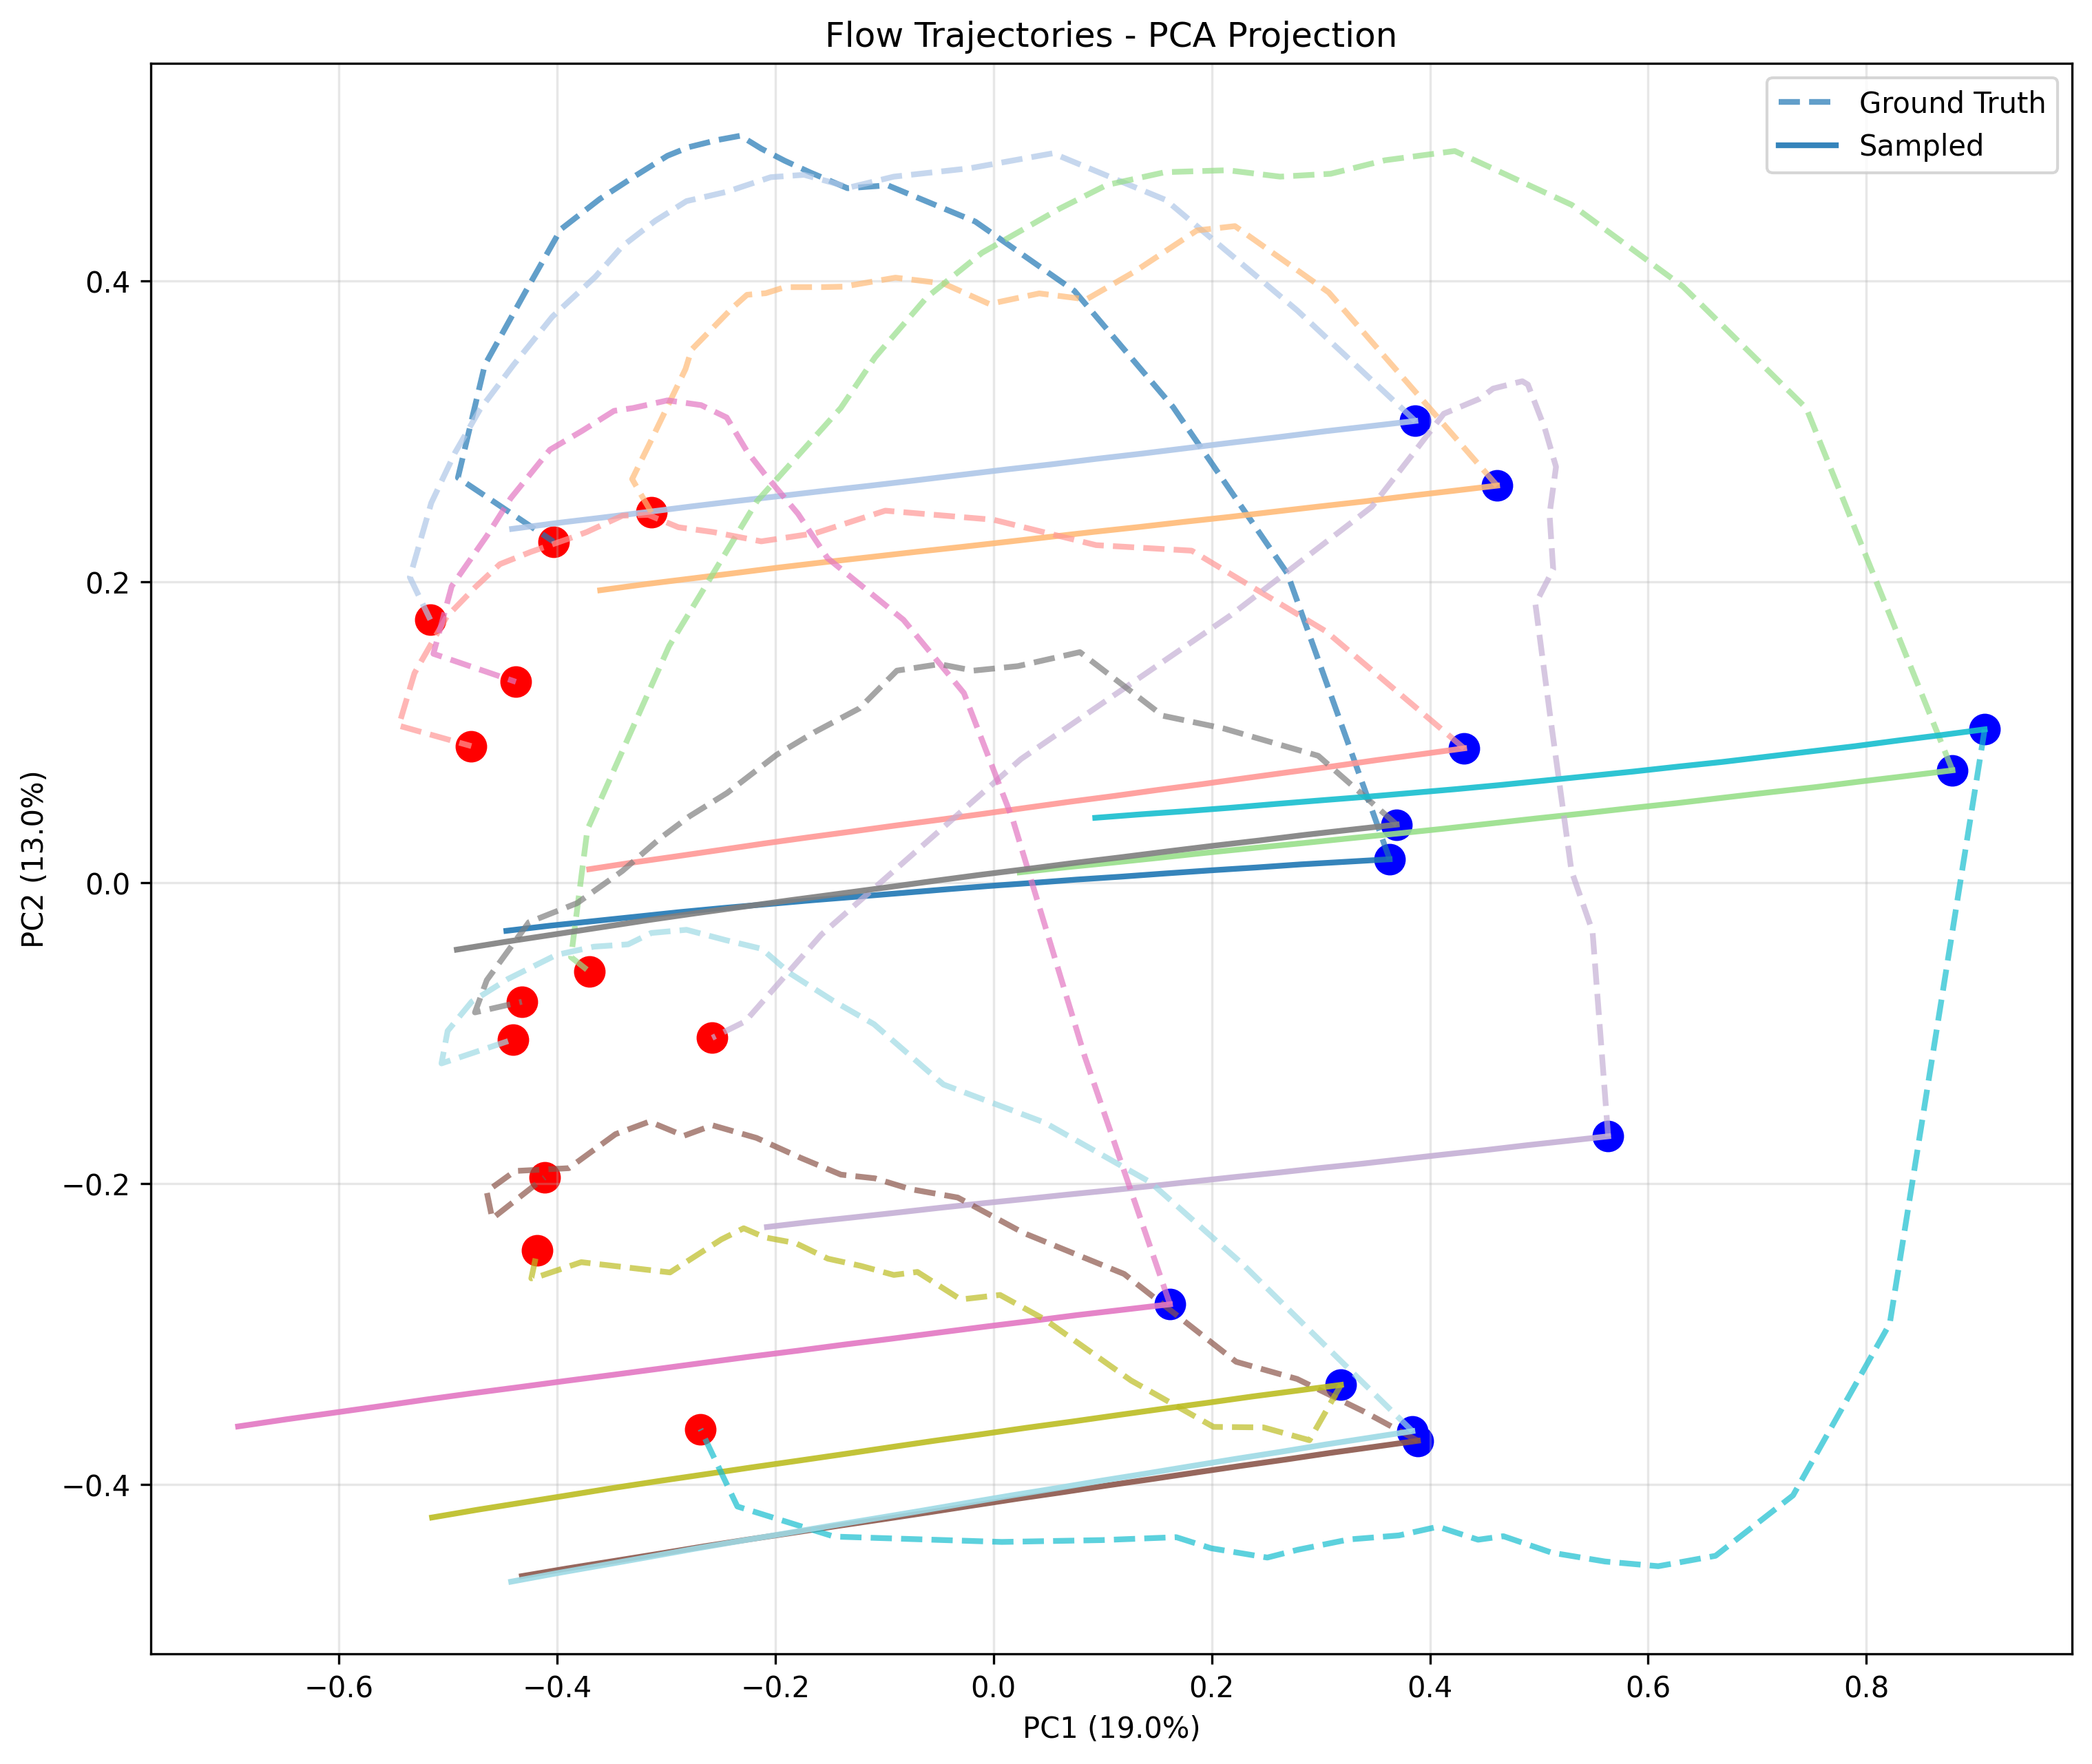 Flow Trajectories - PCA Projection
Ground Truth
Sampled
0.4
0.2
0.0
−0.2
−0.4
PC2 (13.0%)
−0.6
−0.4
−0.2
0.0
0.2
0.4
0.6
0.8
PC1 (19.0%)